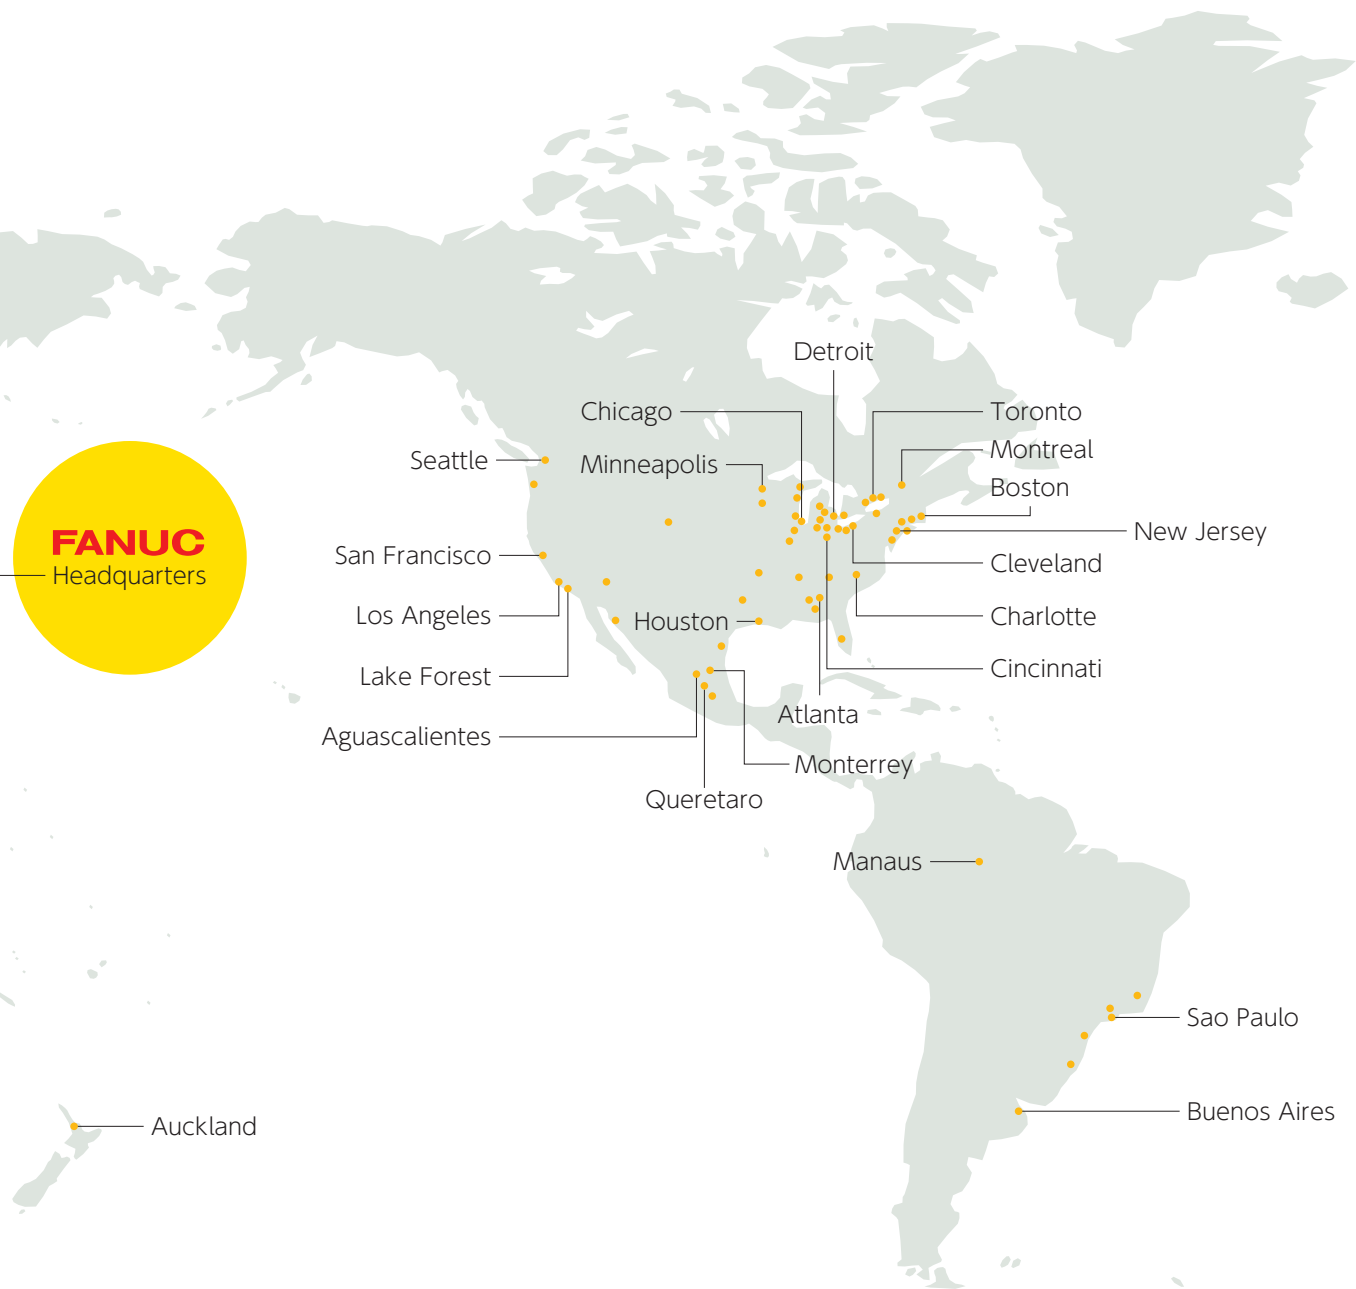 Detroit
Chicago
Toronto
Seattle
Minneapolis
Montreal
Boston
New Jersey
FANUC
Headquarters
San Francisco
Cleveland
Los Angeles
Houston
Charlotte
Lake Forest
Cincinnati
Atlanta
Aguascalientes
Monterrey
Queretaro
Manaus
Sao Paulo
Buenos Aires
Auckland